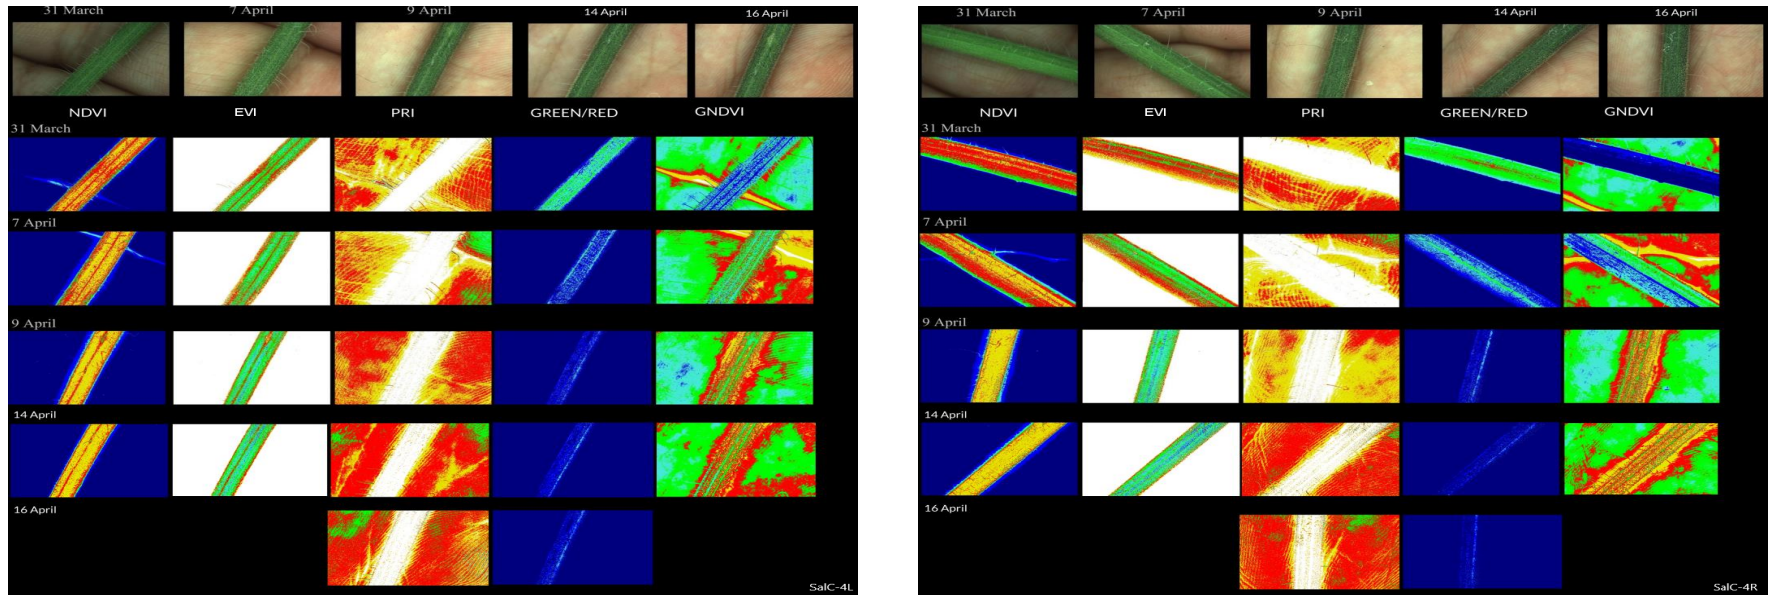 31 March 7 April 9 April 14 April 16 April
NDVI EVI PRI GREEN/RED GNDVI
31 March
7 April
9 April
14 April
16 April
SalC-4L
31 March 7 April 9 April 14 April 16 April
NDVI EVI PRI GREEN/RED GNDVI
31 March
7 April
9 April
14 April
16 April
SalC-4R